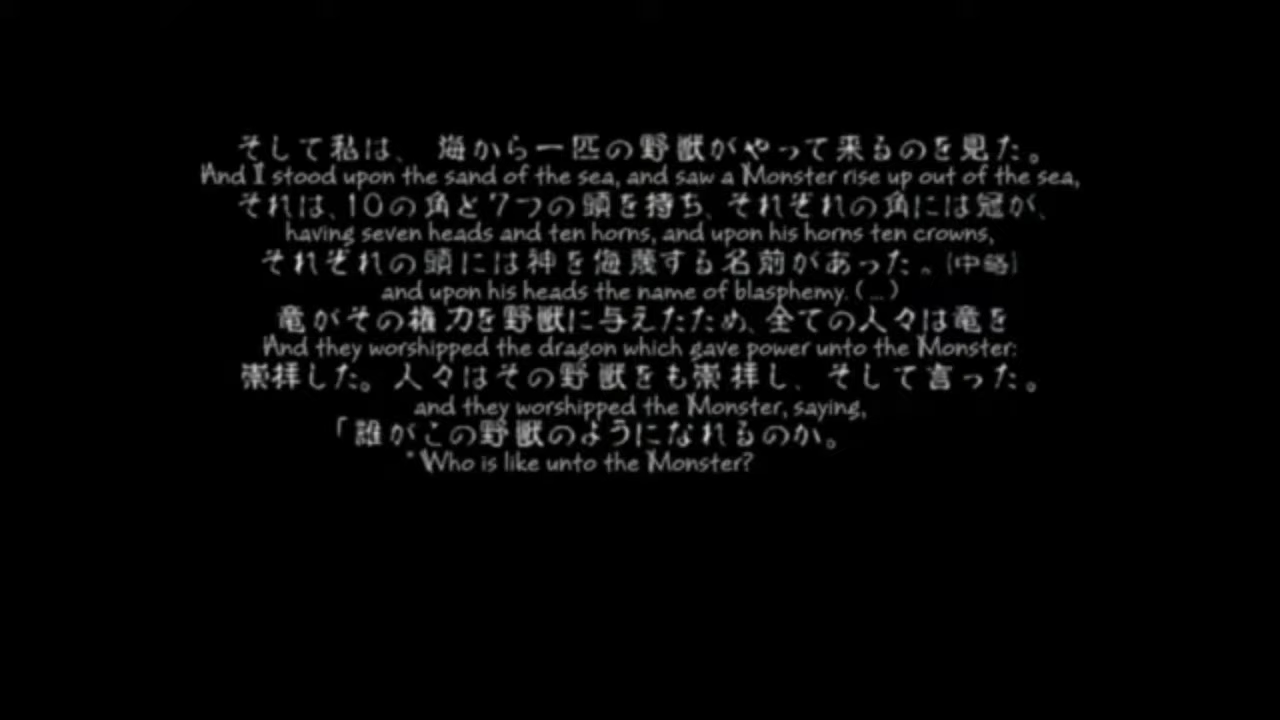 そして私は、 海から一匹の野獣がやって来るのを見た。
And I stood upon the sand of the sea, and saw a Monster rise up out of the sea,
それは、10の角と7つの頭を持ち、それぞれの角には冠が、
having seven heads and ten horns, and upon his horns ten crowns,
それぞれの頭には神を侮蔑する名前があった。(中略)
and upon his heads the name of blasphemy. ( ... )
竜がその権力を野獣に与えたため、全ての人々は竜を
And they worshipped the dragon which gave power unto the Monster:
崇拝した。人々はその野獣をも崇拝し、そして言った。
and they worshipped the Monster, saying,
「誰がこの野獣のようになれるのか。
" Who is like unto the Monster?